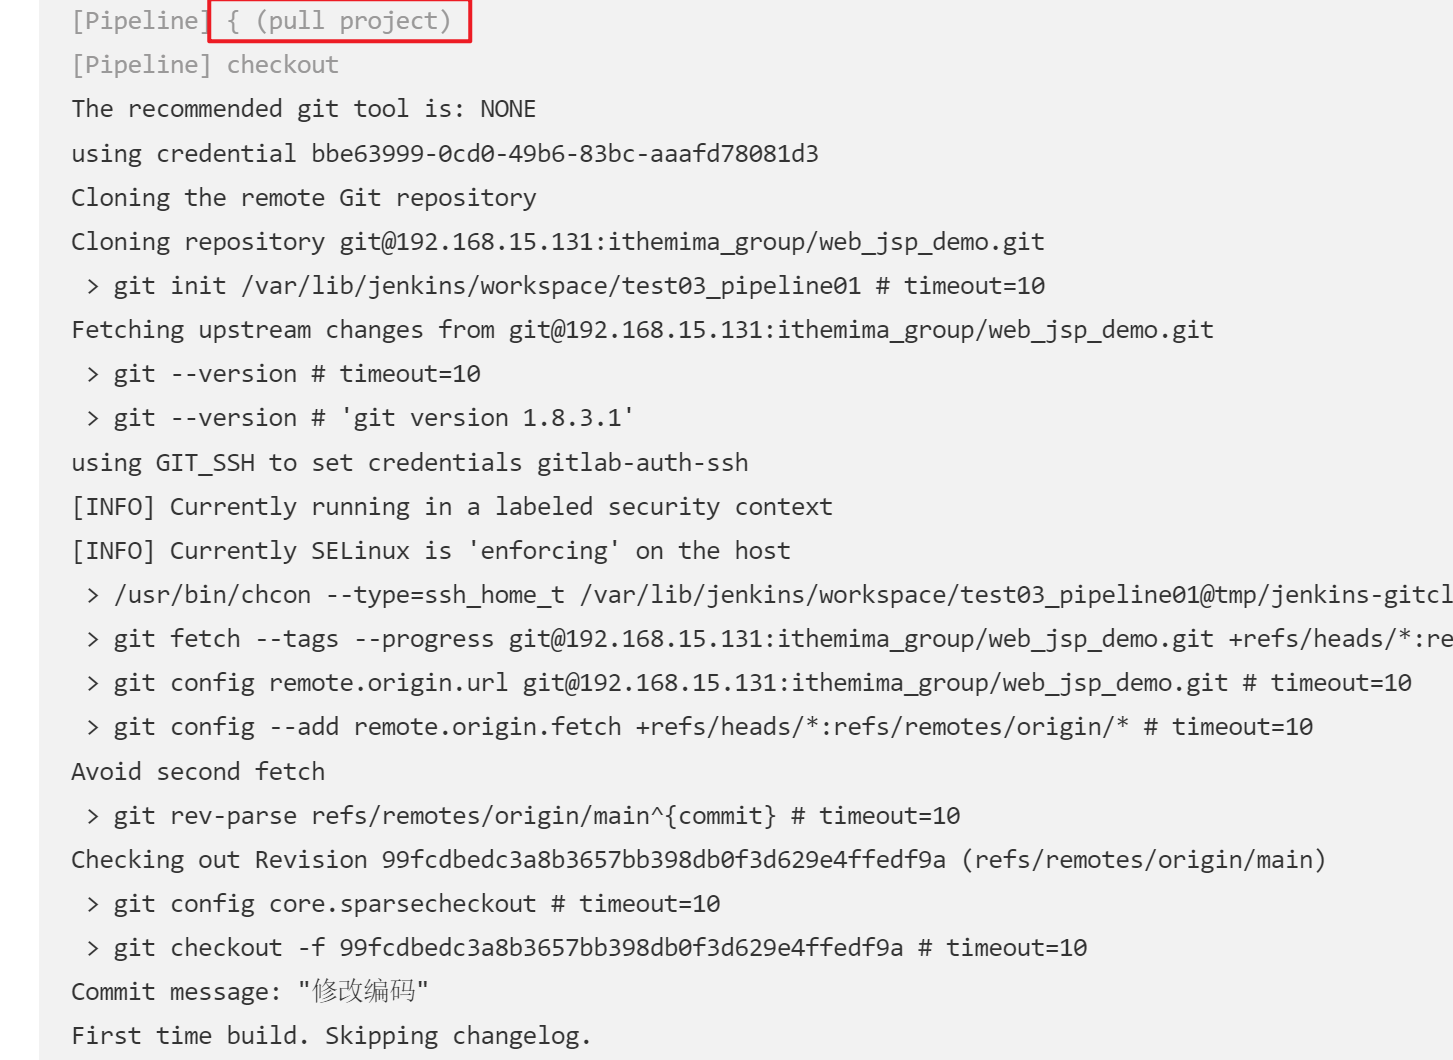 [Pipeline] { (pull project)
[Pipeline] checkout
The recommended git tool is: NONE
using credential bbe63999-0cd0-49b6-83bc-aaafd78081d3
Cloning the remote Git repository
Cloning repository git@192.168.15.131:ithemima_group/web_jsp_demo.git
 > git init /var/lib/jenkins/workspace/test03_pipeline01 # timeout=10
Fetching upstream changes from git@192.168.15.131:ithemima_group/web_jsp_demo.git
 > git --version # timeout=10
 > git --version # 'git version 1.8.3.1'
using GIT_SSH to set credentials gitlab-auth-ssh
[INFO] Currently running in a labeled security context
[INFO] Currently SELinux is 'enforcing' on the host
 > /usr/bin/chcon --type=ssh_home_t /var/lib/jenkins/workspace/test03_pipeline01@tmp/jenkins-gitcl
 > git fetch --tags --progress git@192.168.15.131:ithemima_group/web_jsp_demo.git +refs/heads/*:re
 > git config remote.origin.url git@192.168.15.131:ithemima_group/web_jsp_demo.git # timeout=10
 > git config --add remote.origin.fetch +refs/heads/*:refs/remotes/origin/* # timeout=10
Avoid second fetch
 > git rev-parse refs/remotes/origin/main^{commit} # timeout=10
Checking out Revision 99fcdbedc3a8b3657bb398db0f3d629e4ffedf9a (refs/remotes/origin/main)
 > git config core.sparsecheckout # timeout=10
 > git checkout -f 99fcdbedc3a8b3657bb398db0f3d629e4ffedf9a # timeout=10
Commit message: "修改编码"
First time build. Skipping changelog.